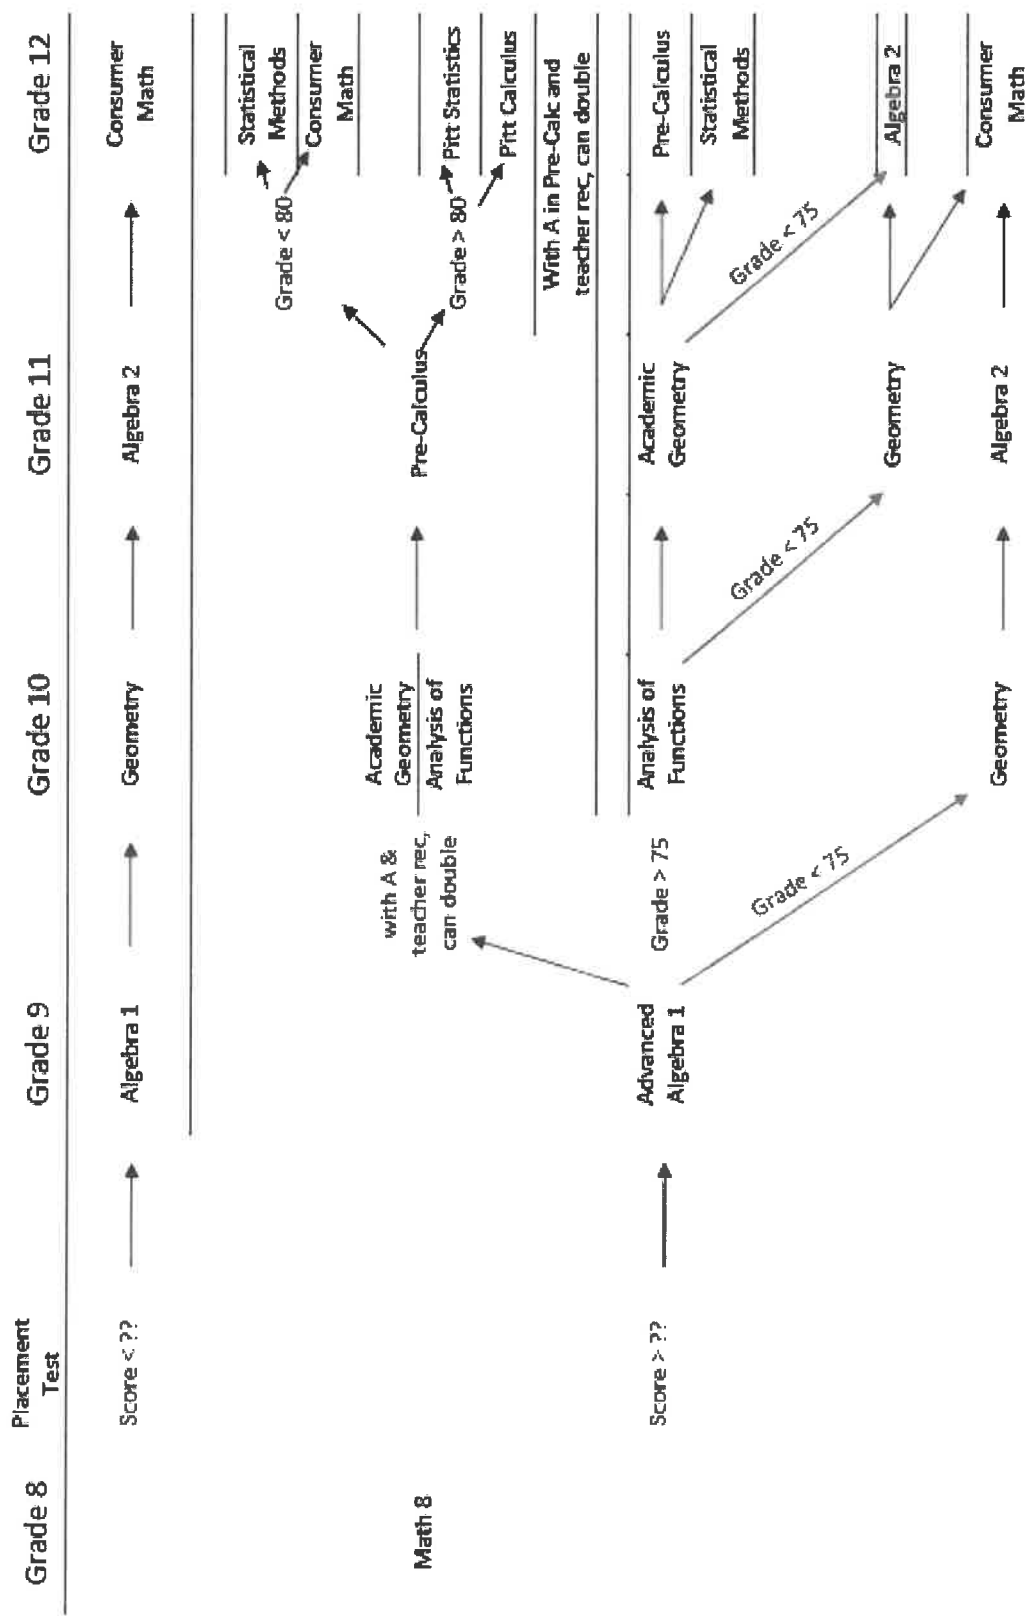 Grade 8
Placement
Test
Grade 9
Grade 10
Grade 11
Grade 12
Score < ??
Algebra 1
Geometry
Algebra 2
Consumer
Math
Math 8
with A &
teacher rec,
can double
Academic
Geometry
Analysis of
Functions
Pre-Calculus
Grade < 80
Statistical
Methods
Consumer
Math
Grade > 80
Pitt Statistics
Pitt Calculus
With A in Pre-Calc and
teacher rec, can double
Score > ??
Advanced
Algebra 1
Grade > 75
Analysis of
Functions
Academic
Geometry
Pre-Calculus
Statistical
Methods
Grade < 75
Grade < 75
Grade < 75
Geometry
Algebra 2
Geometry
Algebra 2
Consumer
Math